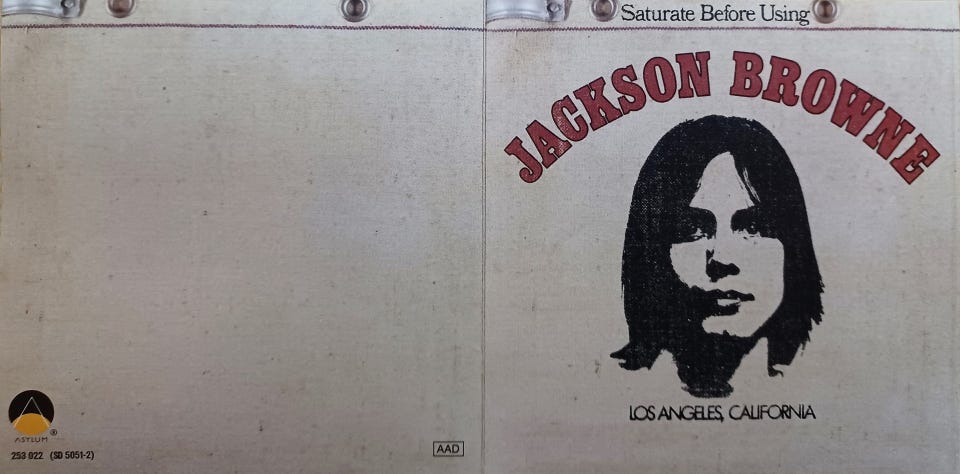 Saturate Before Using
JACKSON BROWNE
LOS ANGELES, CALIFORNIA
ASYLUM ®
253 022 (SD 5051-2)
AAD